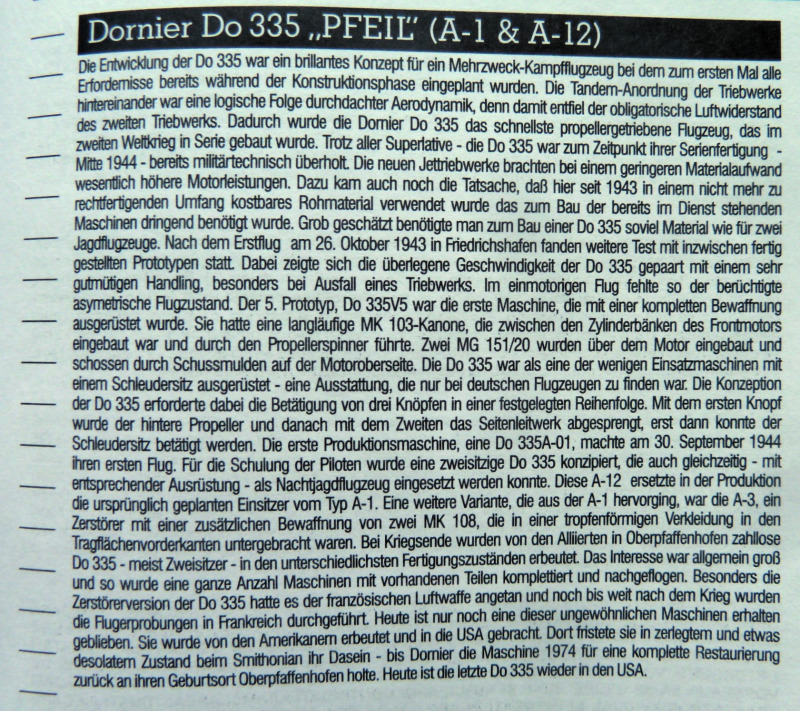 Dornier Do 335 „PFEIL" (A-1 & A-12)
Die Entwicklung der Do 335 war ein brillantes Konzept für ein Mehrzweck-Kampfflugzeug bei dem zum ersten Mal alle
Erfordernisse bereits während der Konstruktionsphase eingeplant wurden. Die Tandem-Anordnung der Triebwerke
hintereinander war eine logische Folge durchdachter Aerodynamik, denn damit entfiel der obligatorische Luftwiderstand
des zweiten Triebwerks. Dadurch wurde die Dornier Do 335 das schnellste propellergetriebene Flugzeug, das im
zweiten Weltkrieg in Serie gebaut wurde. Trotz aller Superlative - die Do 335 war zum Zeitpunkt ihrer Serienfertigung -
Mitte 1944 - bereits militärtechnisch überholt. Die neuen Jettriebwerke brachten bei einem geringeren Materialaufwand
wesentlich höhere Motorleistungen. Dazu kam auch noch die Tatsache, daß hier seit 1943 in einem nicht mehr zu
rechtfertigenden Umfang kostbares Rohmaterial verwendet wurde das zum Bau der bereits im Dienst stehenden
Maschinen dringend benötigt wurde. Grob geschätzt benötigte man zum Bau einer Do 335 soviel Material wie für zwei
Jagdflugzeuge. Nach dem Erstflug am 26. Oktober 1943 in Friedrichshafen fanden weitere Test mit inzwischen fertig
gestellten Prototypen statt. Dabei zeigte sich die überlegene Geschwindigkeit der Do 335 gepaart mit einem sehr
gutmütigen Handling, besonders bei Ausfall eines Triebwerks. Im einmotorigen Flug fehlte so der berüchtigte
asymetrische Flugzustand. Der 5. Prototyp, Do 335V5 war die erste Maschine, die mit einer kompletten Bewaffnung
ausgerüstet wurde. Sie hatte eine langläufige MK 103-Kanone, die zwischen den Zylinderbänken des Frontmotors
eingebaut war und durch den Propellerspinner führte. Zwei MG 151/20 wurden über dem Motor eingebaut und
schossen durch Schussmulden auf der Motoroberseite. Die Do 335 war als eine der wenigen Einsatzmaschinen mit
einem Schleudersitz ausgerüstet - eine Ausstattung, die nur bei deutschen Flugzeugen zu finden war. Die Konzeption
der Do 335 erforderte dabei die Betätigung von drei Knöpfen in einer festgelegten Reihenfolge. Mit dem ersten Knopf
wurde der hintere Propeller und danach mit dem Zweiten das Seitenleitwerk abgesprengt, erst dann konnte der
Schleudersitz betätigt werden. Die erste Produktionsmaschine, eine Do 335A-01, machte am 30. September 1944
ihren ersten Flug. Für die Schulung der Piloten wurde eine zweisitzige Do 335 konzipiert, die auch gleichzeitig - mit
entsprechender Ausrüstung - als Nachtjagdflugzeug eingesetzt werden konnte. Diese A-12 ersetzte in der Produktion
die ursprünglich geplanten Einsitzer vom Typ A-1. Eine weitere Variante, die aus der A-1 hervorging, war die A-3, ein
Zerstörer mit einer zusätzlichen Bewaffnung von zwei MK 108, die in einer tropfenförmigen Verkleidung in den
Tragflächenvorderkanten untergebracht waren. Bei Kriegsende wurden von den Alliierten in Oberpfaffenhofen zahllose
Do 335 - meist Zweisitzer - in den unterschiedlichsten Fertigungszuständen erbeutet. Das Interesse war allgemein groß
und so wurde eine ganze Anzahl Maschinen mit vorhandenen Teilen komplettiert und nachgeflogen. Besonders die
Zerstörerversion der Do 335 hatte es der französischen Luftwaffe angetan und noch bis weit nach dem Krieg wurden
die Flugerprobungen in Frankreich durchgeführt. Heute ist nur noch eine dieser ungewöhnlichen Maschinen erhalten
geblieben. Sie wurde von den Amerikanern erbeutet und in die USA gebracht. Dort fristete sie in zerlegtem und etwas
desolatem Zustand beim Smithonian ihr Dasein - bis Dornier die Maschine 1974 für eine komplette Restaurierung
zurück an ihren Geburtsort Oberpfaffenhofen holte. Heute ist die letzte Do 335 wieder in den USA.